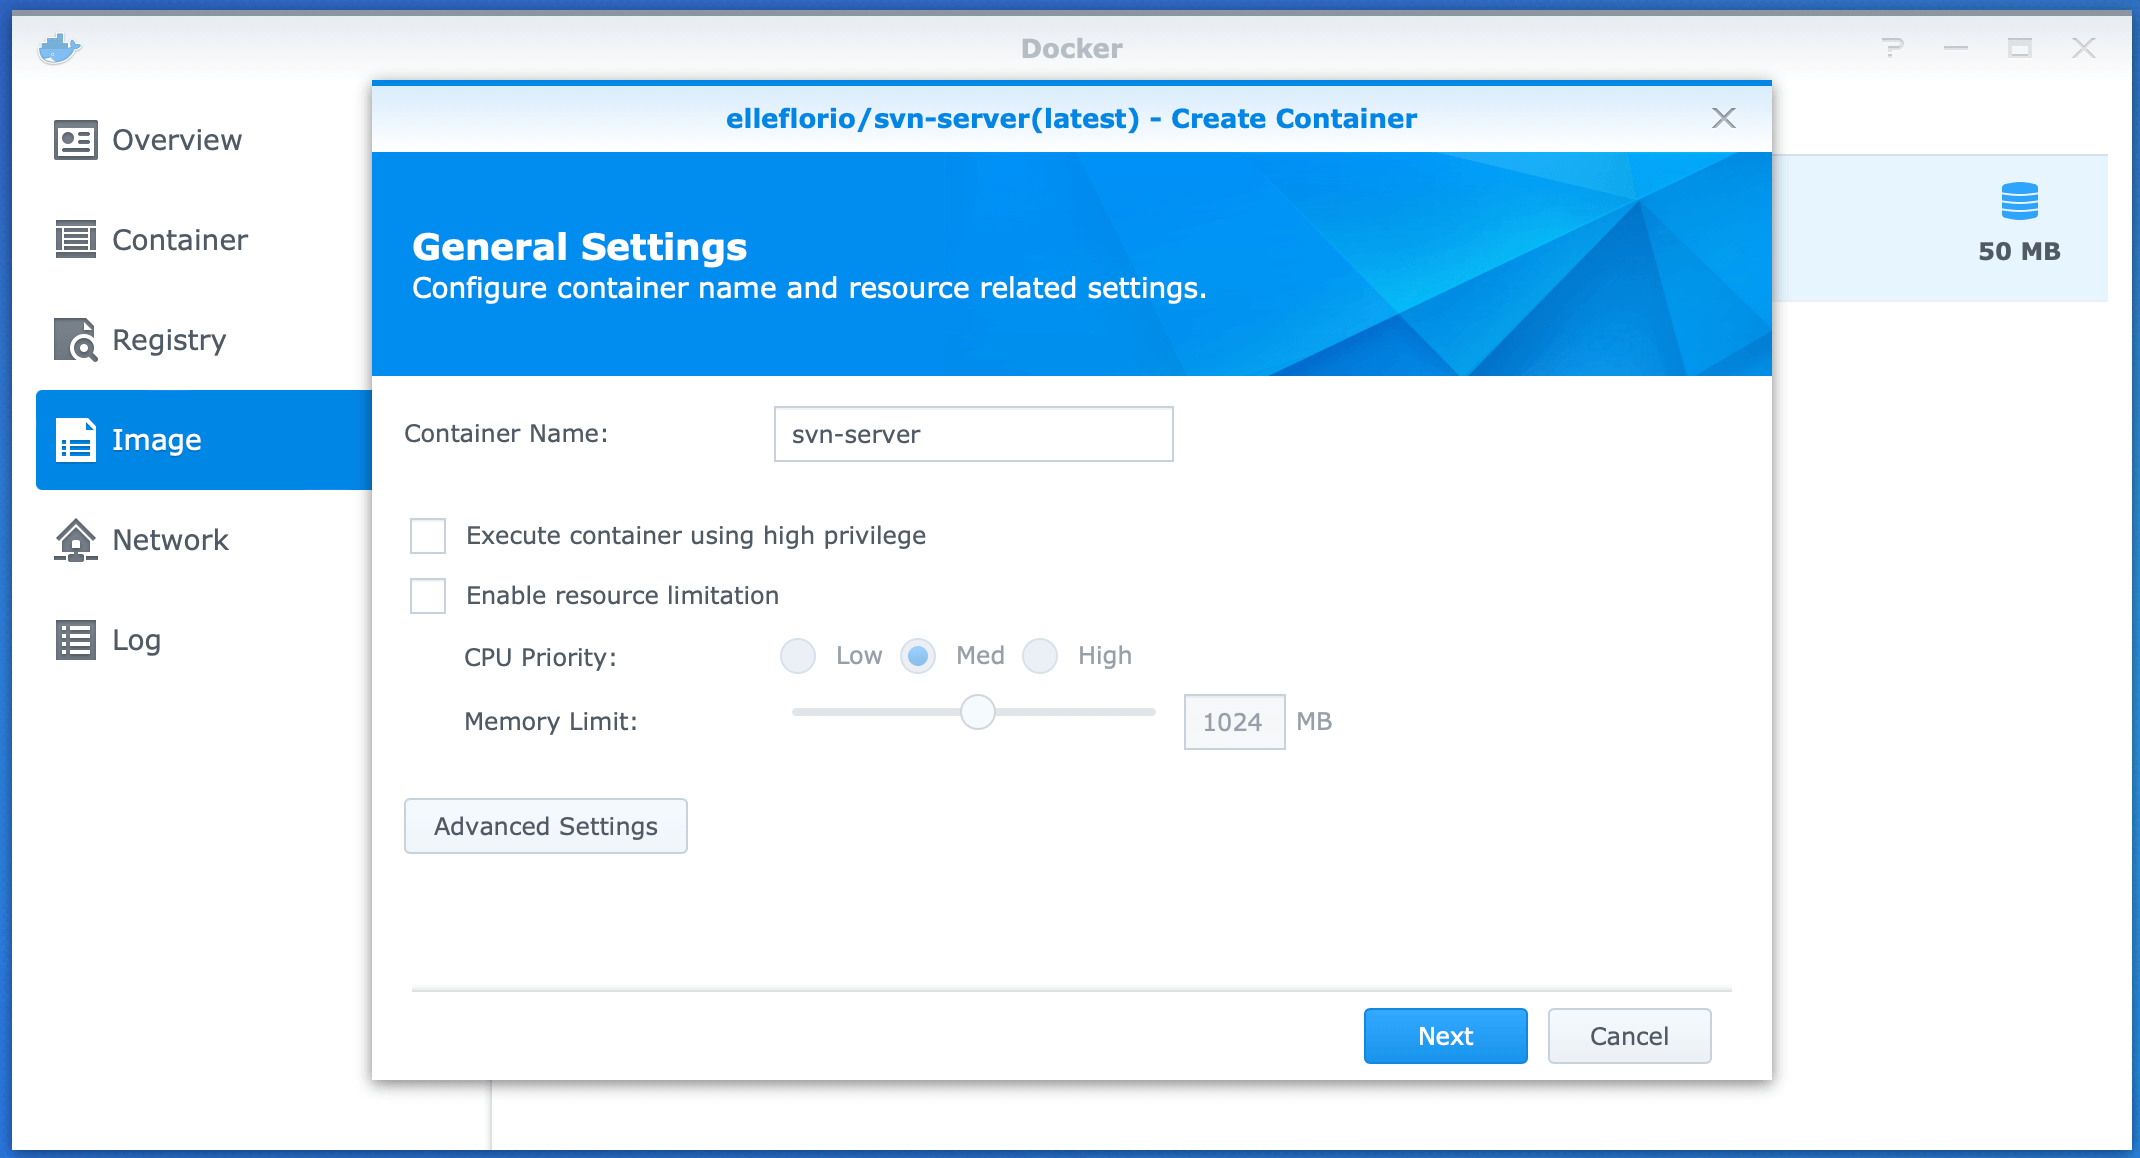 Docker
Overview
Container
Registry
Image
Network
Log
50 MB
elleflorio/svn-server(latest) - Create Container
General Settings
Configure container name and resource related settings.
Container Name: svn-server
Execute container using high privilege
Enable resource limitation
CPU Priority: Low Med High
Memory Limit: 1024 MB
Advanced Settings
Next Cancel